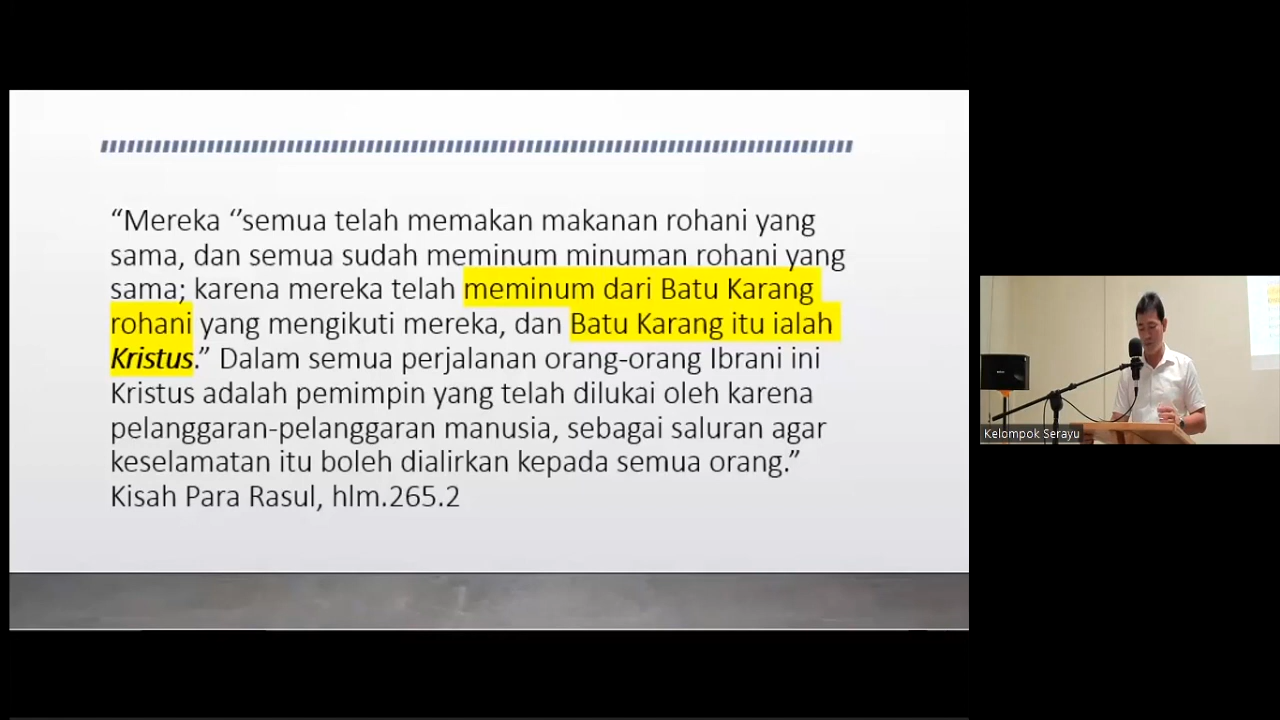 “Mereka ‘’semua telah memakan makanan rohani yang
sama, dan semua sudah meminum minuman rohani yang
sama; karena mereka telah meminum dari Batu Karang
rohani yang mengikuti mereka, dan Batu Karang itu ialah
Kristus.” Dalam semua perjalanan orang-orang Ibrani ini
Kristus adalah pemimpin yang telah dilukai oleh karena
pelanggaran-pelanggaran manusia, sebagai saluran agar
keselamatan itu boleh dialirkan kepada semua orang.”
Kisah Para Rasul, hlm.265.2
Kelompok Serayu